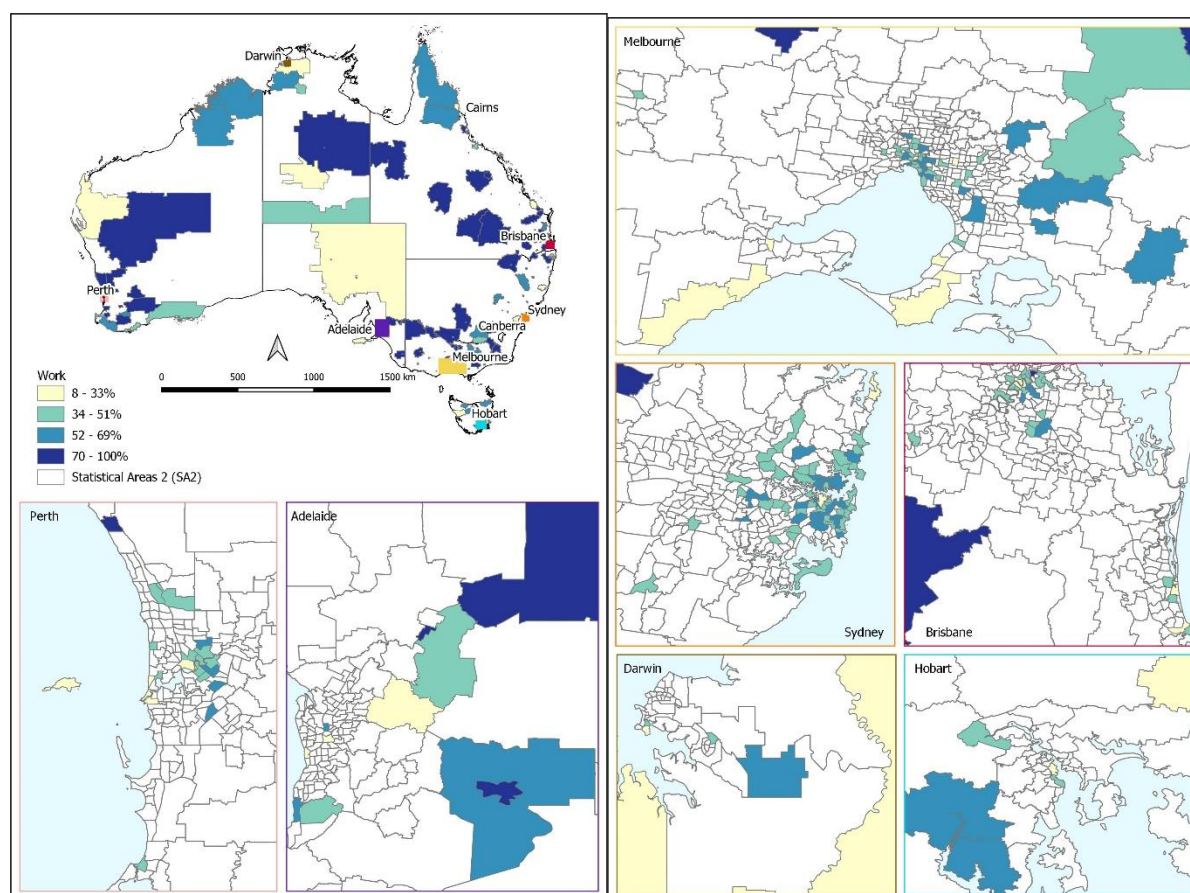 Darwin
Cairns
Brisbane
Perth
Sydney
Adelaide
Canberra
Melbourne
Hobart
Work
8 - 33%
34 - 51%
52 - 69%
70 - 100%
Statistical Areas 2 (SA2)
0 500 1000 1500 km
Perth
Adelaide
Melbourne
Sydney
Brisbane
Darwin
Hobart